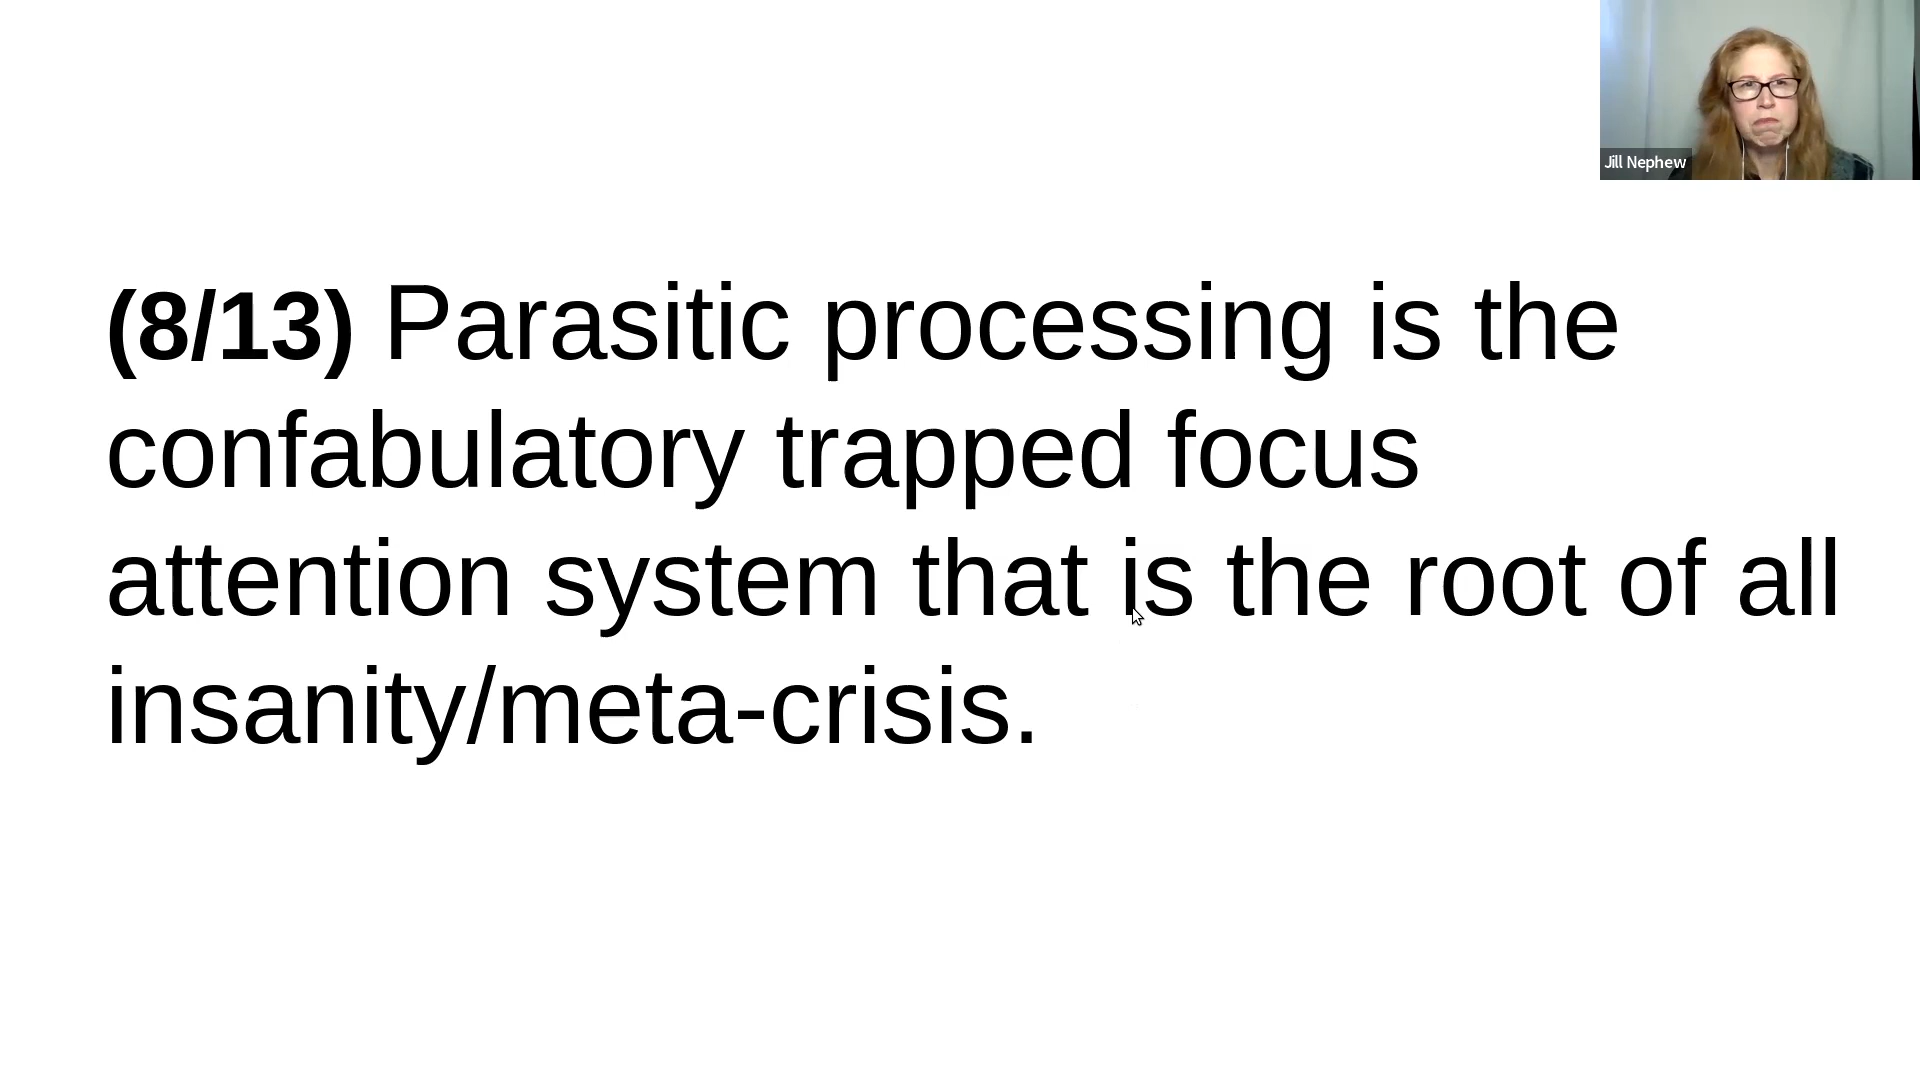 Jill Nephew
(8/13) Parasitic processing is the
confabulatory trapped focus
attention system that is the root of all
insanity/meta-crisis.